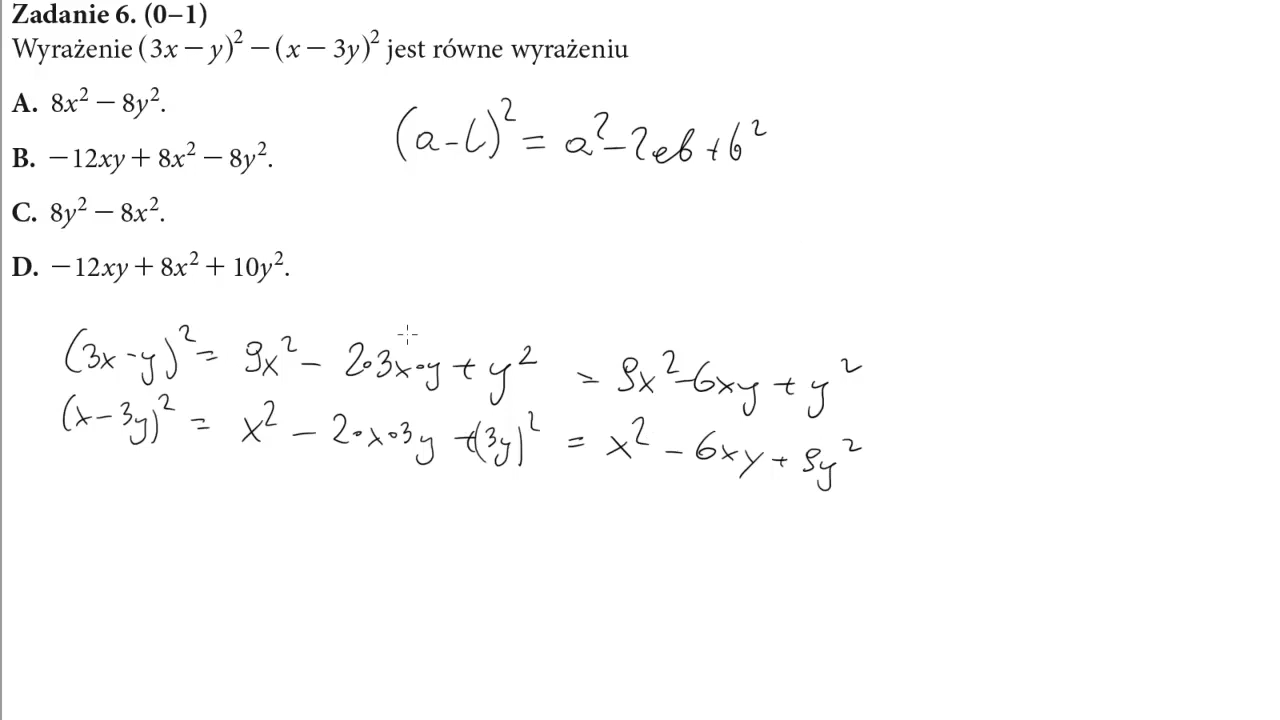 Zadanie 6. (0–1)
Wyrażenie (3x − y)² − (x − 3y)² jest równe wyrażeniu
A. 8x² − 8y².
B. −12xy + 8x² − 8y².
C. 8y² − 8x².
D. −12xy + 8x² + 10y².
(a-b)² = a² - 2ab + b²
(3x - y)² = 9x² - 2·3x·y + y² = 9x² - 6xy + y²
(x - 3y)² = x² - 2·x·3y + (3y)² = x² - 6xy + 9y²